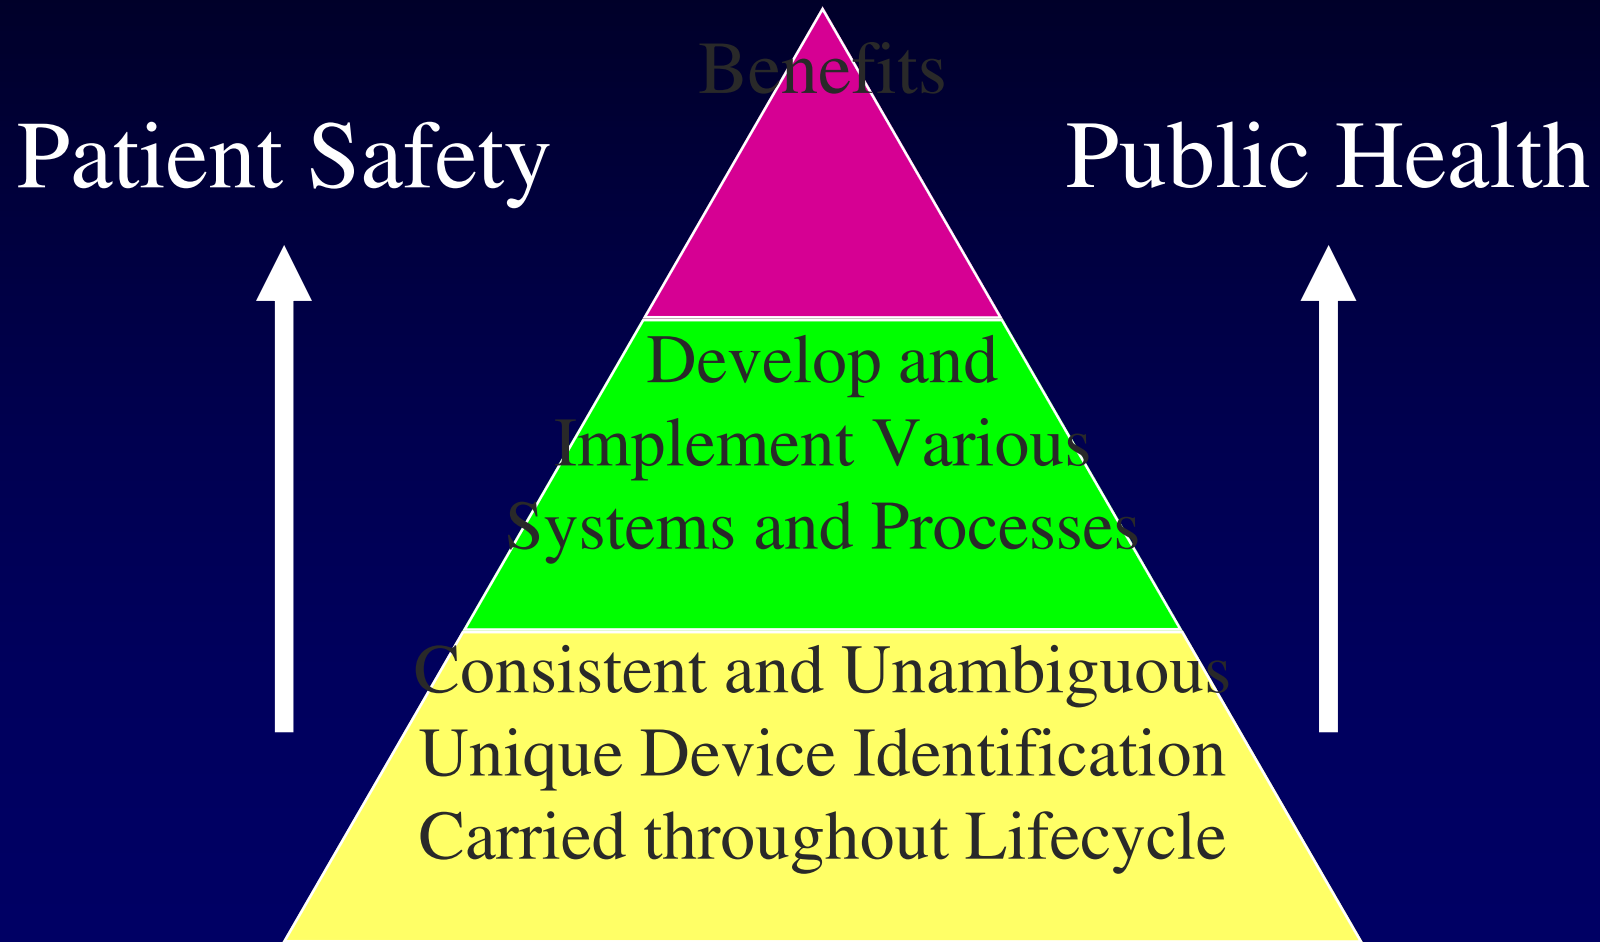 Benefits
Patient Safety
Public Health
Develop and
Implement Various
Systems and Processes
Consistent and Unambiguous
Unique Device Identification
Carried throughout Lifecycle